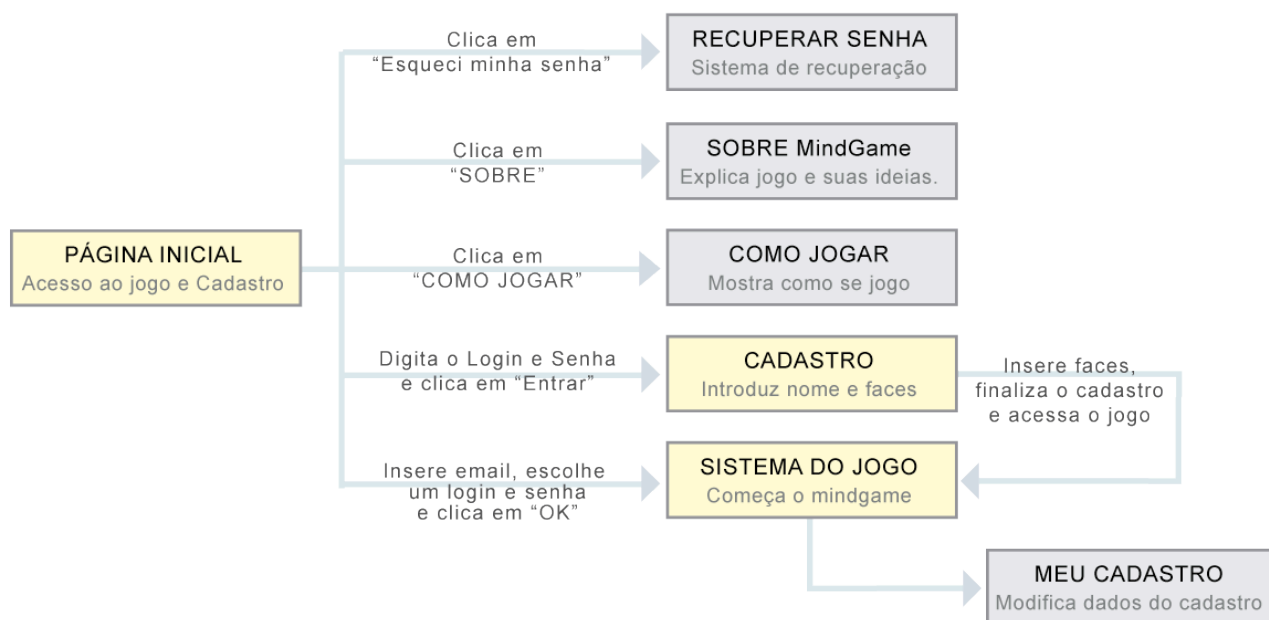 Clica em
“Esqueci minha senha”
RECUPERAR SENHA
Sistema de recuperação
Clica em
“SOBRE”
SOBRE MindGame
Explica jogo e suas ideias.
PÁGINA INICIAL
Acesso ao jogo e Cadastro
Clica em
“COMO JOGAR”
COMO JOGAR
Mostra como se jogo
Digita o Login e Senha
e clica em “Entrar”
CADASTRO
Introduz nome e faces
Insere faces,
finaliza o cadastro
e acessa o jogo
Insere email, escolhe
um login e senha
e clica em “OK”
SISTEMA DO JOGO
Começa o mindgame
MEU CADASTRO
Modifica dados do cadastro